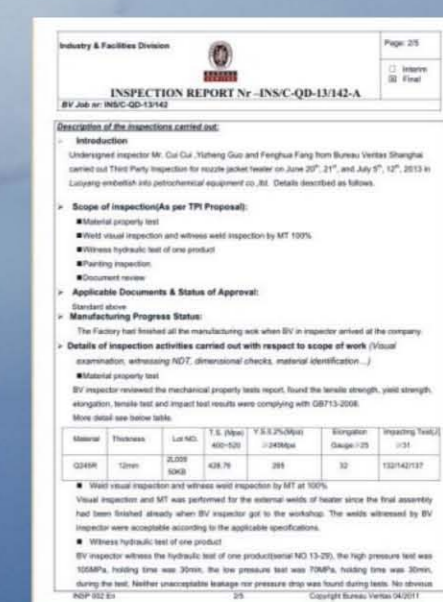 Industry & Facilities Division
Page: 2/5
Interim
Final
INSPECTION REPORT Nr –INS/C-QD-13/142-A
BV Job nr: INS/C-QD-13/142
Description of the inspections carried out:
Introduction
Undersigned inspector Mr. Cui Cui ,Yizheng Guo and Fenghua Fang from Bureau Veritas Shanghai
carried out Third Party Inspection for nozzle jacket heater on June 20th, 21st, and July 5th, 12th, 2013 in
Luoyang embellish into petrochemical equipment co.,ltd. Details described as follows.
➢ Scope of inspection(As per TPI Proposal):
■Material property test
■Weld visual inspection and witness weld inspection by MT 100%
■Witness hydraulic test of one product
■Painting inspection
■Document review
➢ Applicable Documents & Status of Approval:
Standard above
➢ Manufacturing Progress Status:
The Factory had finished all the manufacturing wok when BV in inspector arrived at the company.
➢ Details of inspection activities carried out with respect to scope of work (Visual
examination, witnessing NDT, dimensional checks, material identification…)
■Material property test
BV inspector reviewed the mechanical property tests report, found the tensile strength, yield strength,
elongation, tensile test and impact test results were complying with GB713-2008.
More detail see below table.
Material Thickness Lot NO. T.S. (Mpa) 400~520 Y.S.0.2%(Mpa) ≥245Mpa Elongation Gauge ≥25 Impacting Test(J) ≥31
Q245R 12mm 2L009 50KB 428.76 285 32 132/142/137
■ Weld visual inspection and witness weld inspection by MT at 100%
Visual inspection and MT was performed for the external welds of heater since the final assembly
had been finished already when BV inspector got to the workshop. The welds witnessed by BV
inspector were acceptable according to the applicable specifications.
■ Witness hydraulic test of one product
BV inspector witness the hydraulic test of one product(serial NO.13-29), the high pressure test was
105MPa, holding time was 30min, the low pressure test was 70MPa, holding time was 30min,
during the test. Neither unacceptable leakage nor pressure drop was found during tests. No obvious
INSP 002 En 2/5 Copyright Bureau Veritas 04/2011